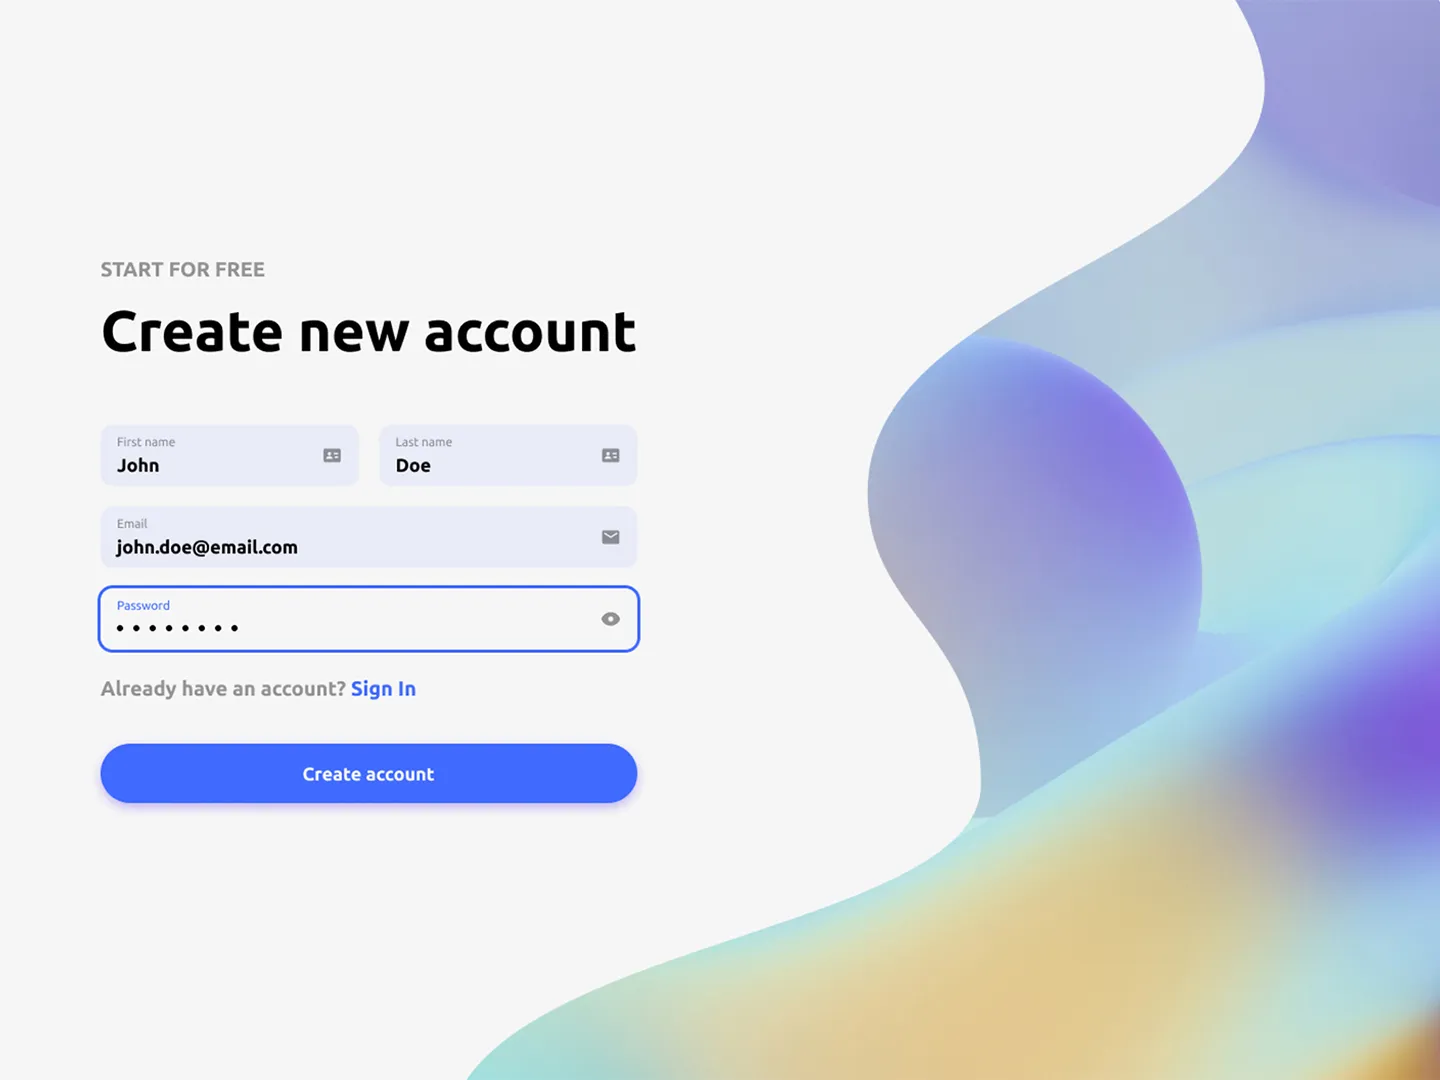 START FOR FREE
Create new account
First name
John
Last name
Doe
Email
john.doe@email.com
Password
••••••••
Already have an account? Sign In
Create account